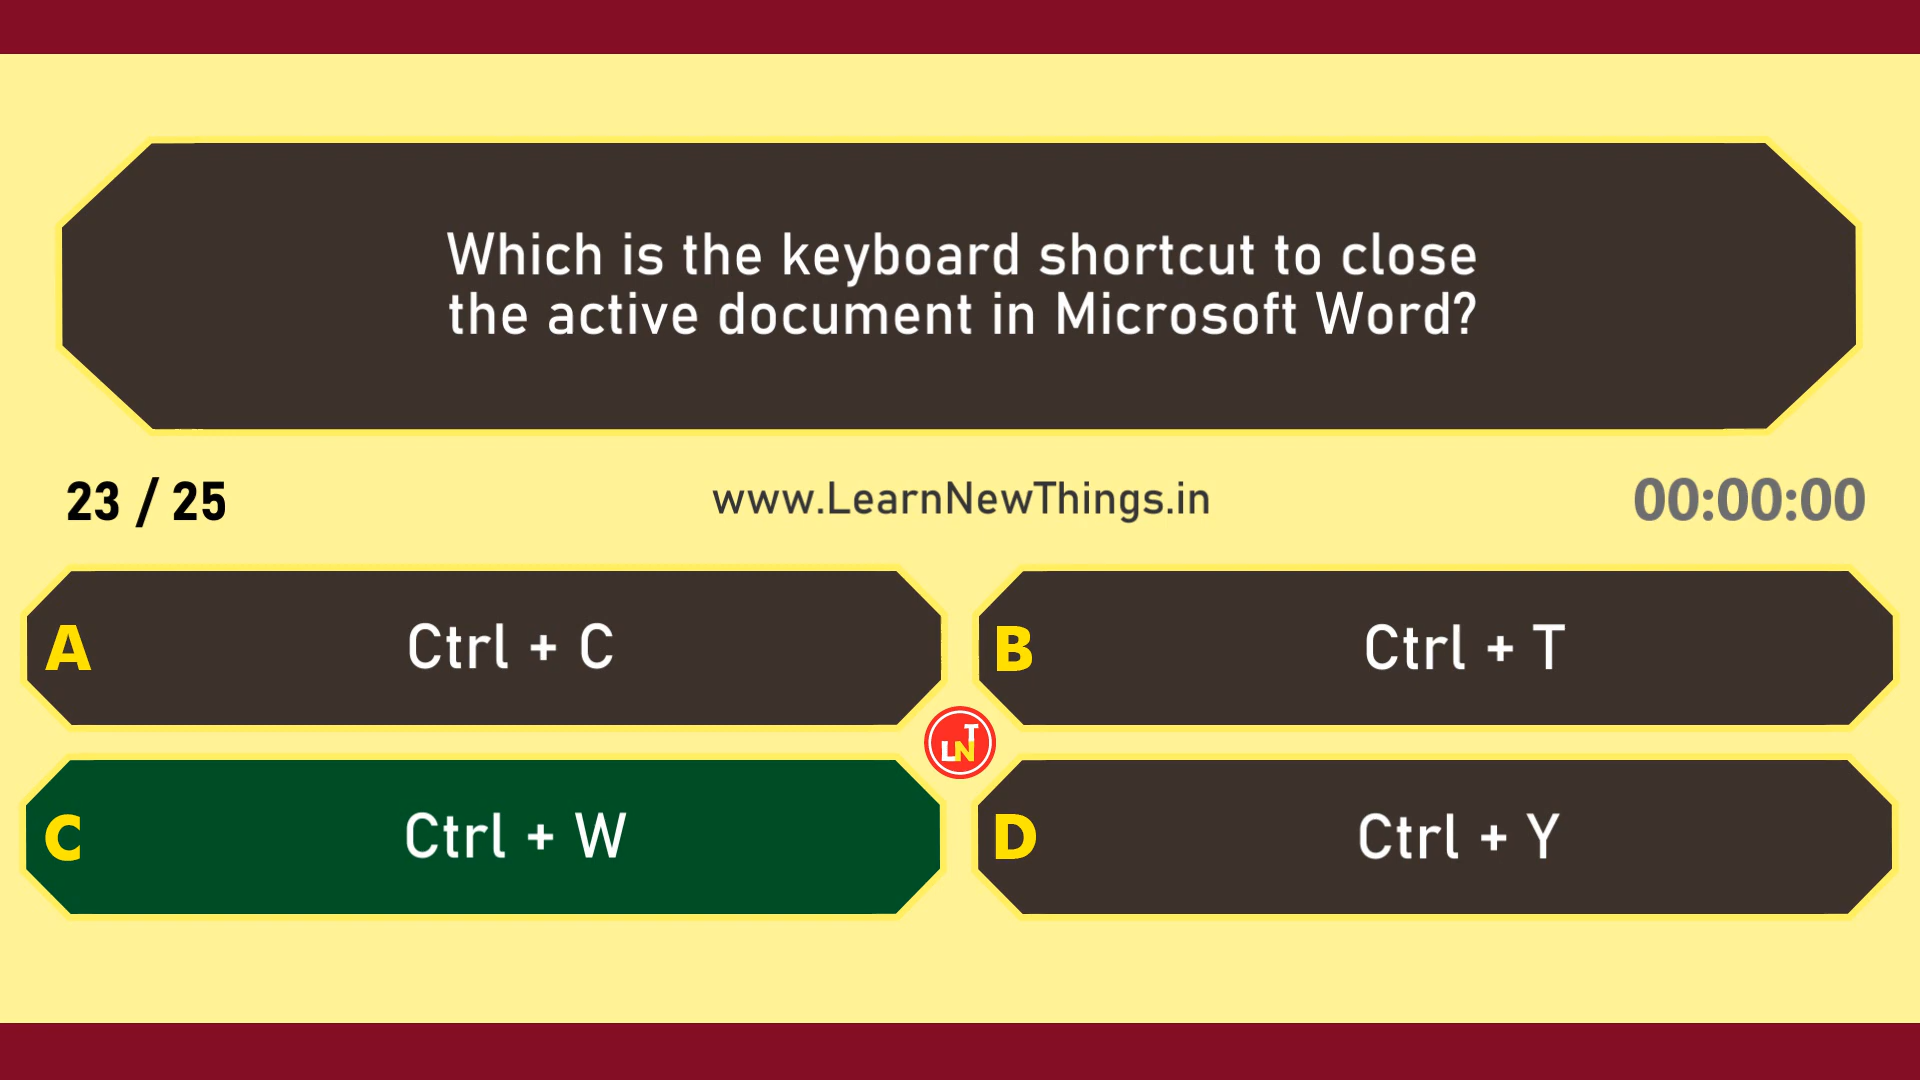 Which is the keyboard shortcut to close
the active document in Microsoft Word?
23 / 25
www.LearnNewThings.in
00:00:00
A
Ctrl + C
B
Ctrl + T
LNT
C
Ctrl + W
D
Ctrl + Y